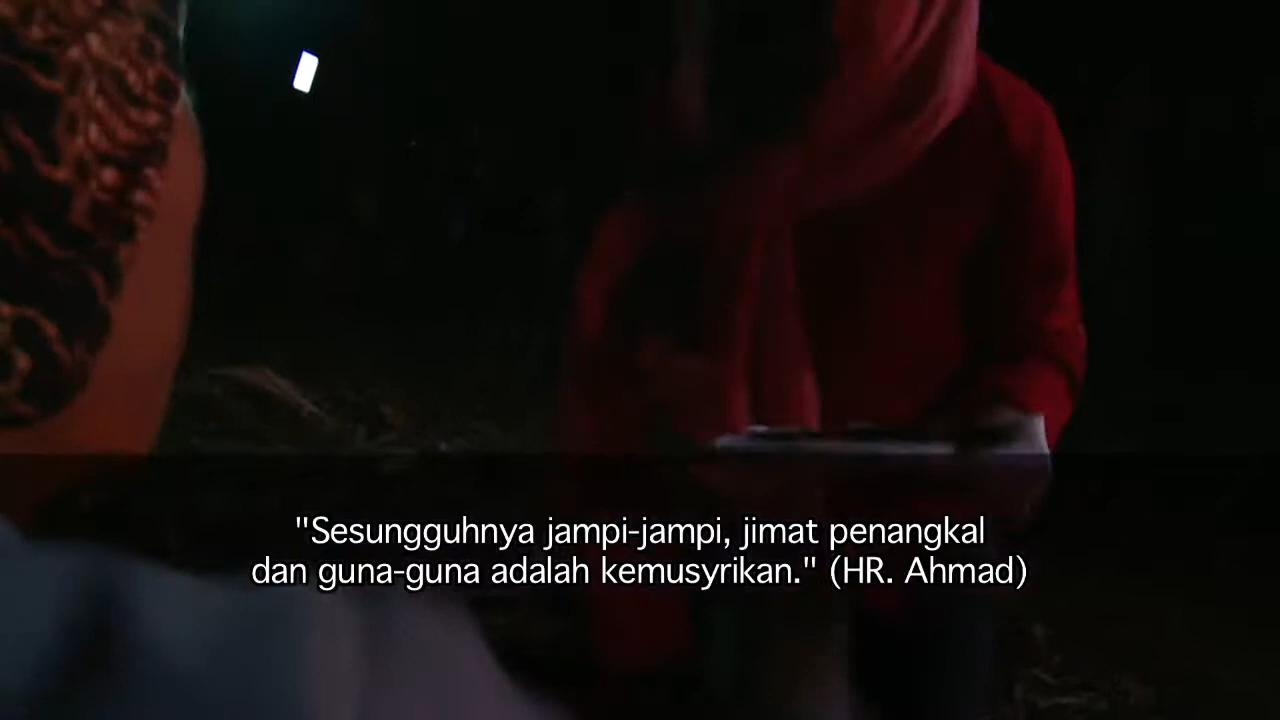 "Sesungguhnya jampi-jampi, jimat penangkal
dan guna-guna adalah kemusyrikan." (HR. Ahmad)